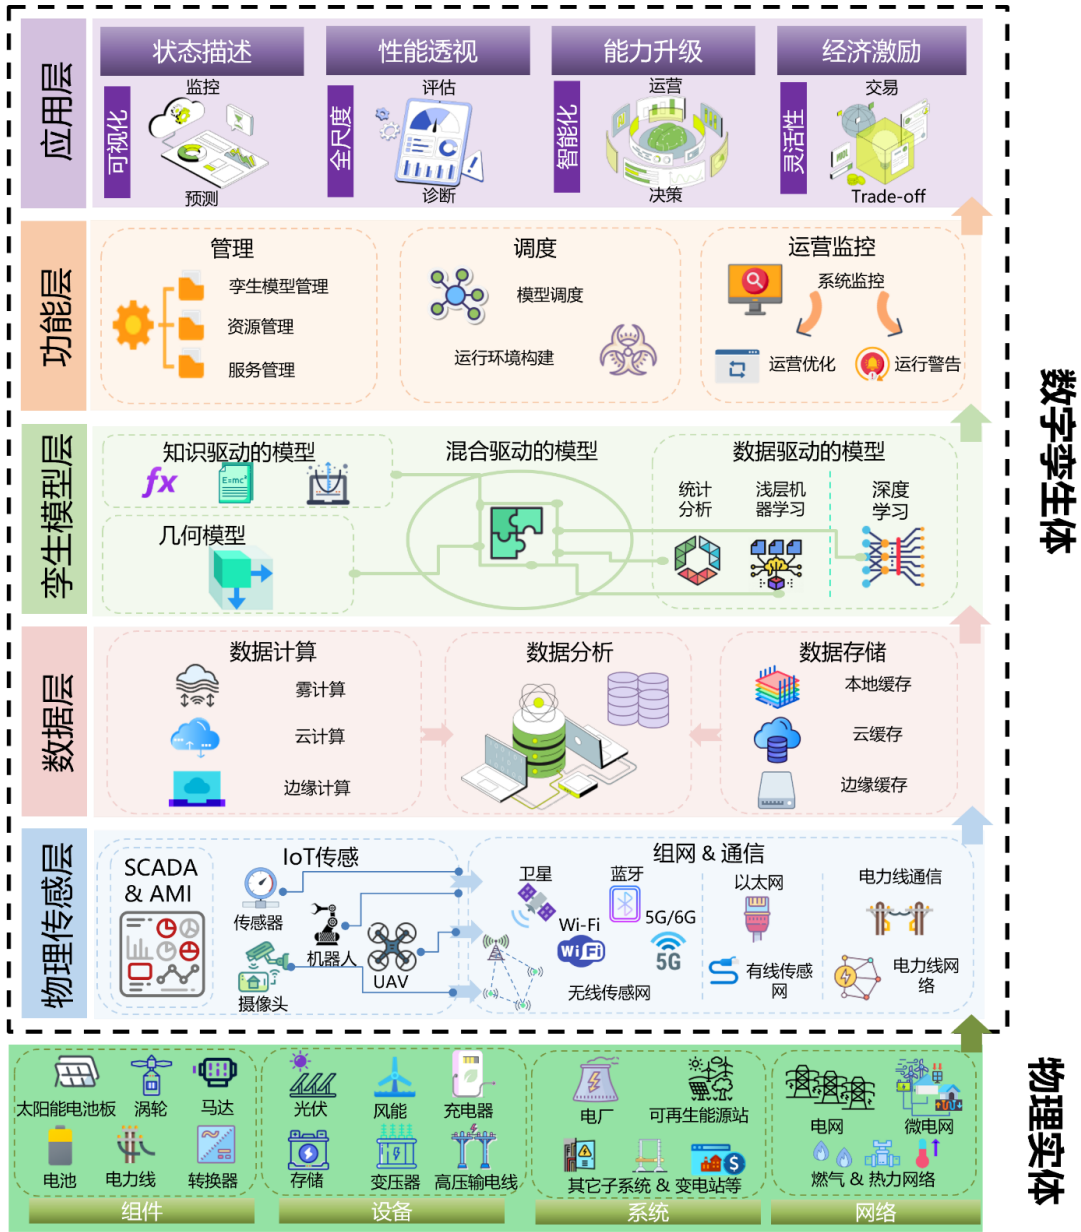 应用层
状态描述
性能透视
能力升级
经济激励
可视化
监控
预测
全尺度
评估
诊断
智能化
运营
决策
灵活性
交易
Trade-off
功能层
管理
孪生模型管理
资源管理
服务管理
调度
模型调度
运行环境构建
运营监控
系统监控
运营优化
运行警告
孪生模型层
知识驱动的模型
fx
E=mc²
几何模型
混合驱动的模型
数据驱动的模型
统计
分析
浅层机
器学习
深度
学习
数据层
数据计算
雾计算
云计算
边缘计算
数据分析
数据存储
本地缓存
云缓存
边缘缓存
物理传感层
SCADA
& AMI
IoT传感
传感器
机器人
摄像头
UAV
组网 & 通信
卫星
蓝牙
Wi-Fi
WiFi
5G/6G
5G
无线传感网
以太网
有线传感
网
电力线通信
电力线网
络
数字孪生体
太阳能电池板
涡轮
马达
电池
电力线
转换器
组件
光伏
风能
充电器
存储
变压器
高压输电线
设备
电厂
可再生能源站
其它子系统 & 变电站等
系统
电网
微电网
燃气 & 热力网络
网络
物理实体